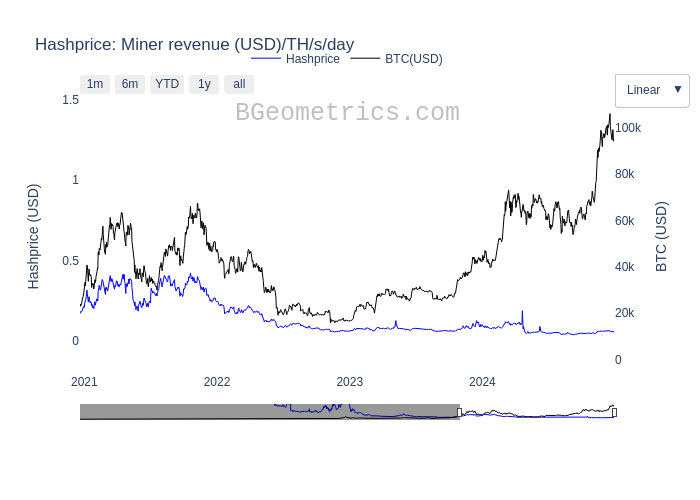 Hashprice: Miner revenue (USD)/TH/s/day
Hashprice BTC(USD)
1m 6m YTD 1y all
Linear ▼
BGeometrics.com
1.5
1
0.5
0
Hashprice (USD)
100k
80k
60k
40k
20k
0
BTC (USD)
2021 2022 2023 2024